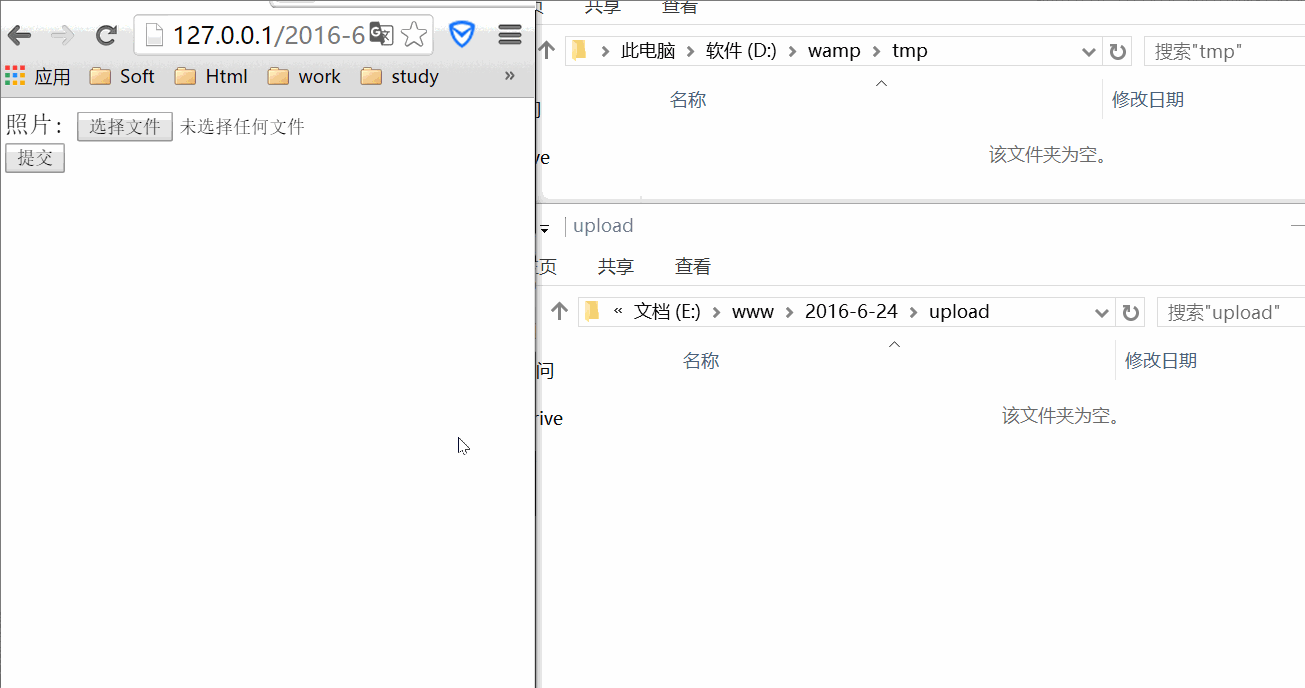 127.0.0.1/2016-6
应用 Soft Html work study »
照片: 选择文件 未选择任何文件
提交
共享 查看
此电脑 软件 (D:) wamp tmp 搜索"tmp"
名称 修改日期
该文件夹为空。
upload
页 共享 查看
« 文档 (E:) www 2016-6-24 upload 搜索"upload"
名称 修改日期
问
该文件夹为空。
rive